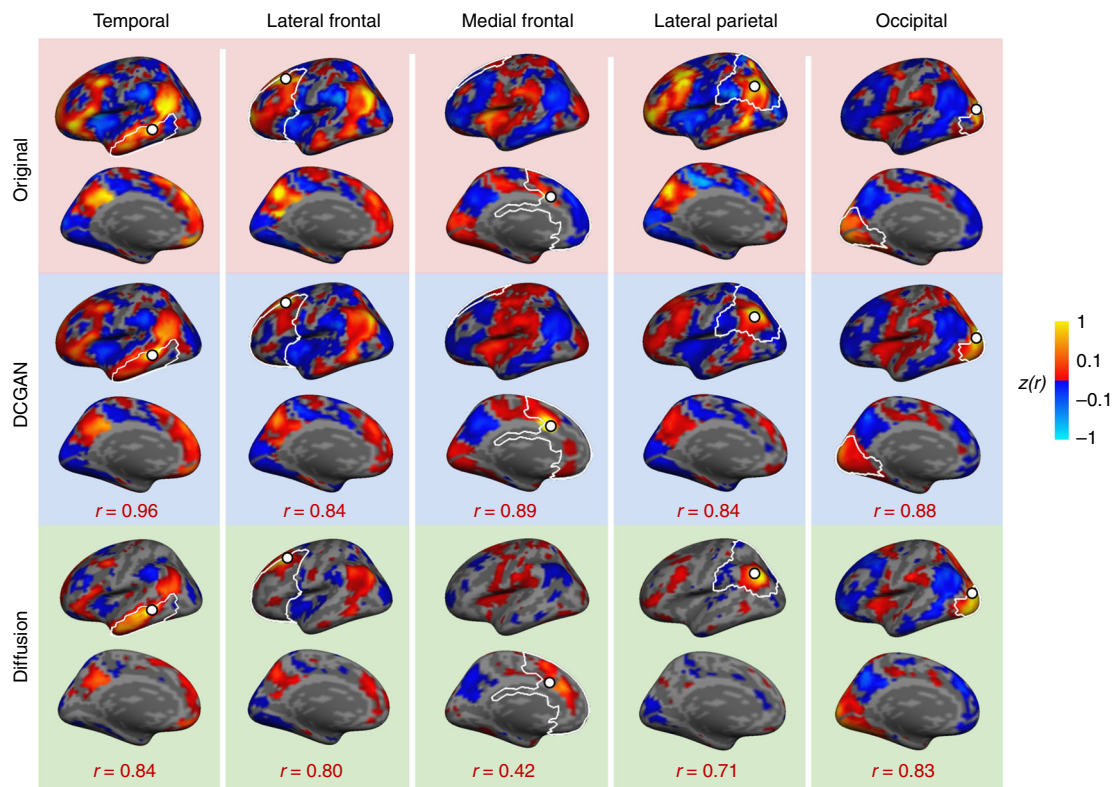 Temporal
Lateral frontal
Medial frontal
Lateral parietal
Occipital
Original
DCGAN
r = 0.96
r = 0.84
r = 0.89
r = 0.84
r = 0.88
Diffusion
r = 0.84
r = 0.80
r = 0.42
r = 0.71
r = 0.83
z(r)
1
0.1
–0.1
–1